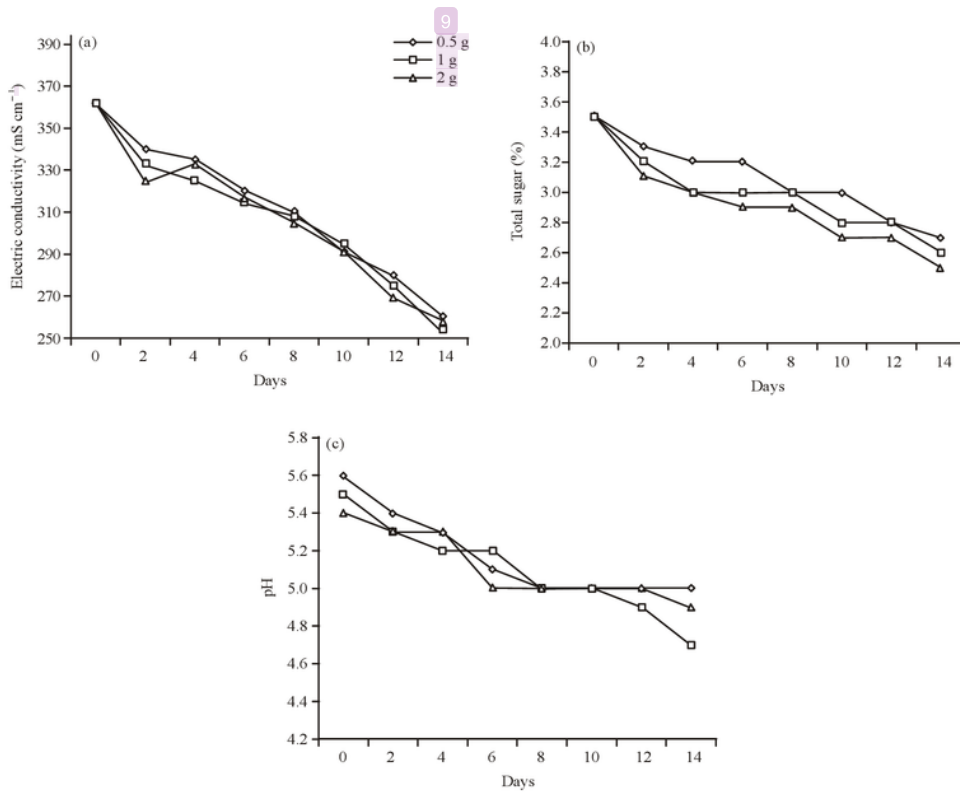 9
(a)
0.5 g
1 g
2 g
390
370
350
330
310
290
270
250
Electric conductivity (mS cm⁻¹)
0 2 4 6 8 10 12 14
Days
(b)
4.0
3.8
3.6
3.4
3.2
3.0
2.8
2.6
2.4
2.2
2.0
Total sugar (%)
0 2 4 6 8 10 12 14
Days
(c)
5.8
5.6
5.4
5.2
5.0
4.8
4.6
4.4
4.2
pH
0 2 4 6 8 10 12 14
Days